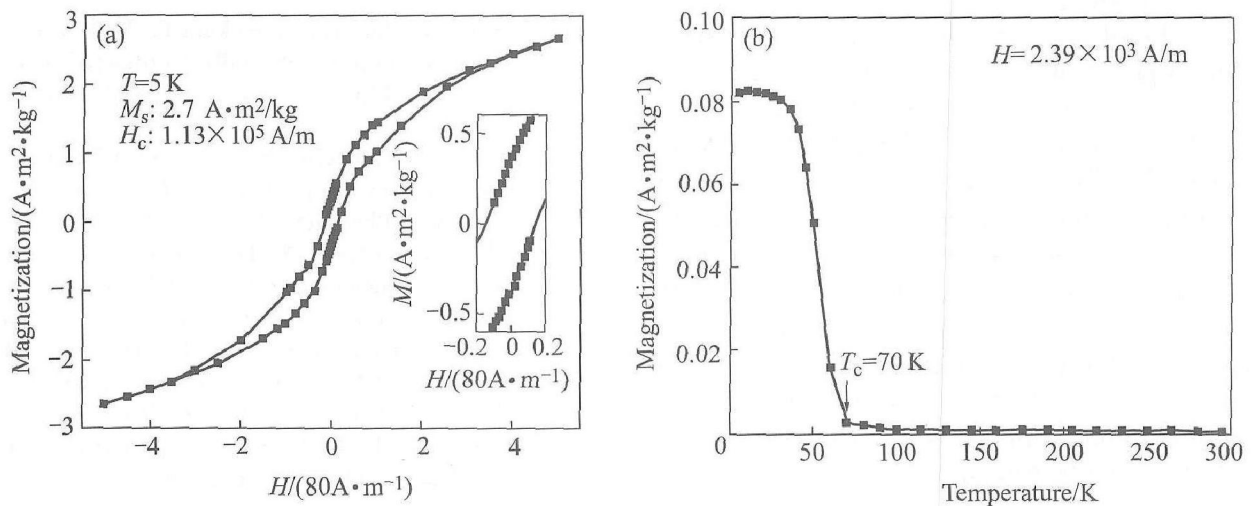 (a)
T=5 K
Mₛ: 2.7 A•m²/kg
H꜀: 1.13×10⁵ A/m
Magnetization/(A•m²•kg⁻¹)
3
2
1
0
−1
−2
−3
−4
−2
0
2
4
H/(80A•m⁻¹)
M/(A•m²•kg⁻¹)
0.5
0
−0.5
−0.2
0
0.2
H/(80A•m⁻¹)
(b)
H=2.39×10³ A/m
Magnetization/(A•m²•kg⁻¹)
0.10
0.08
0.06
0.04
0.02
T꜀=70 K
0
50
100
150
200
250
300
Temperature/K